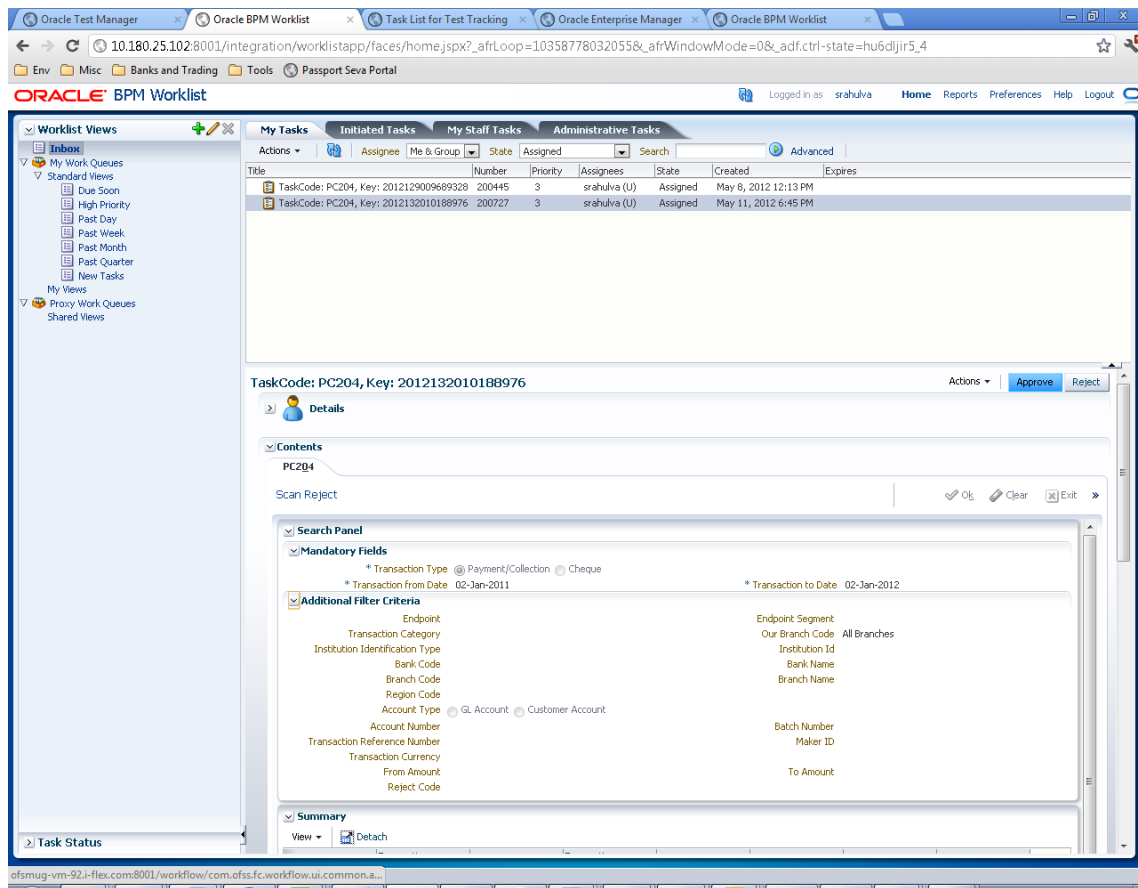 Oracle Test Manager
Oracle BPM Worklist
Task List for Test Tracking
Oracle Enterprise Manager
Oracle BPM Worklist
10.180.25.102:8001/integration/worklistapp/faces/home.jspx?_afrLoop=1035877803205​5&_afrWindowMode=0&_adf.ctrl-state=hu6dljir5_4
Env Misc Banks and Trading Tools Passport Seva Portal
ORACLE BPM Worklist
Logged in as srahulva Home Reports Preferences Help Logout
Worklist Views
Inbox
My Work Queues
Standard Views
Due Soon
High Priority
Past Day
Past Week
Past Month
Past Quarter
New Tasks
My Views
Proxy Work Queues
Shared Views
Task Status
My Tasks Initiated Tasks My Staff Tasks Administrative Tasks
Actions Assignee Me & Group State Assigned Search Advanced
Title Number Priority Assignees State Created Expires
TaskCode: PC204, Key: 2012129009689328 200445 3 srahulva (U) Assigned May 8, 2012 12:13 PM
TaskCode: PC204, Key: 2012132010188976 200727 3 srahulva (U) Assigned May 11, 2012 6:45 PM
TaskCode: PC204, Key: 2012132010188976 Actions Approve Reject
Details
Contents
PC204
Scan Reject Ok Clear Exit »
Search Panel
Mandatory Fields
* Transaction Type Payment/Collection Cheque
* Transaction from Date 02-Jan-2011 * Transaction to Date 02-Jan-2012
Additional Filter Criteria
Endpoint Endpoint Segment
Transaction Category Our Branch Code All Branches
Institution Identification Type Institution Id
Bank Code Bank Name
Branch Code Branch Name
Region Code
Account Type GL Account Customer Account
Account Number Batch Number
Transaction Reference Number Maker ID
Transaction Currency
From Amount To Amount
Reject Code
Summary
View Detach
ofsmug-vm-92.i-flex.com:8001/workflow/com.ofss.fc.workflow.ui.common.a...